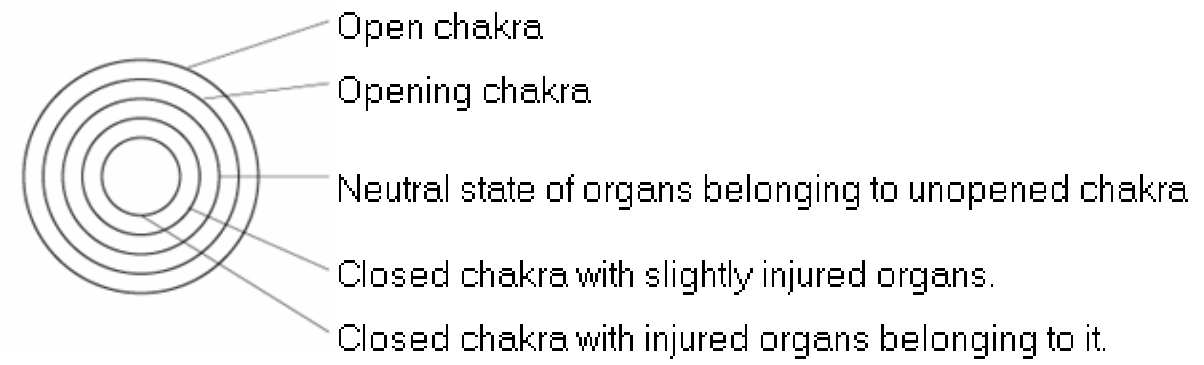 Open chakra
Opening chakra
Neutral state of organs belonging to unopened chakra
Closed chakra with slightly injured organs.
Closed chakra with injured organs belonging to it.